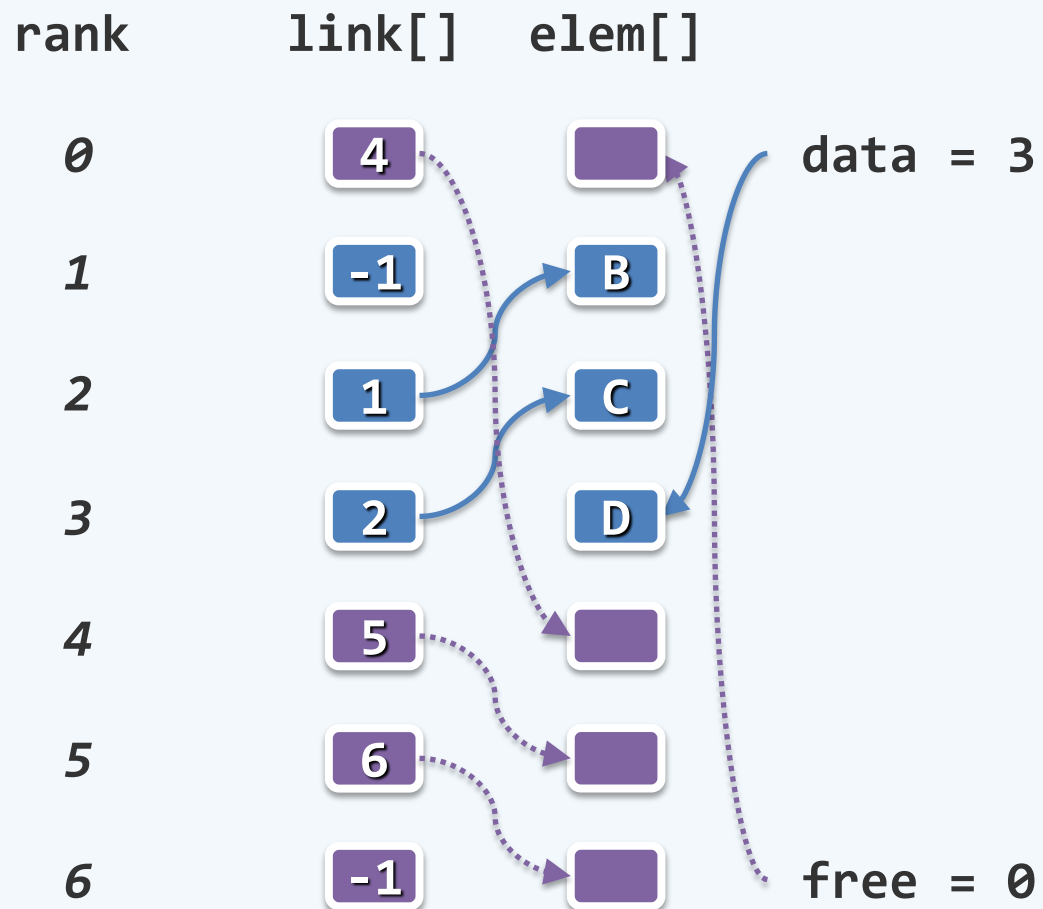 rank link[] elem[]
0 4 data = 3
1 -1 B
2 1 C
3 2 D
4 5
5 6
6 -1 free = 0